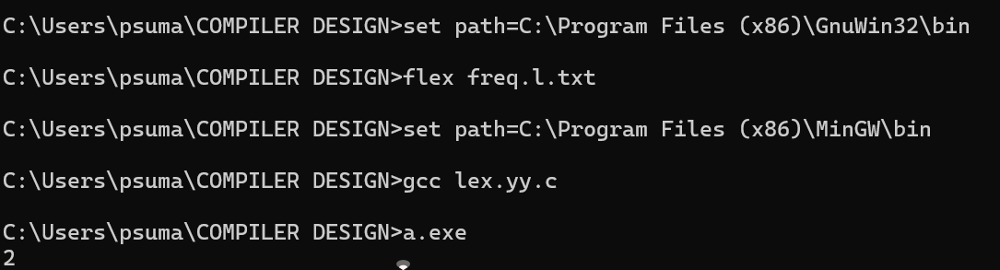 C:\Users\psuma\COMPILER DESIGN>set path=C:\Program Files (x86)\GnuWin32\bin
C:\Users\psuma\COMPILER DESIGN>flex freq.l.txt
C:\Users\psuma\COMPILER DESIGN>set path=C:\Program Files (x86)\MinGW\bin
C:\Users\psuma\COMPILER DESIGN>gcc lex.yy.c
C:\Users\psuma\COMPILER DESIGN>a.exe
2